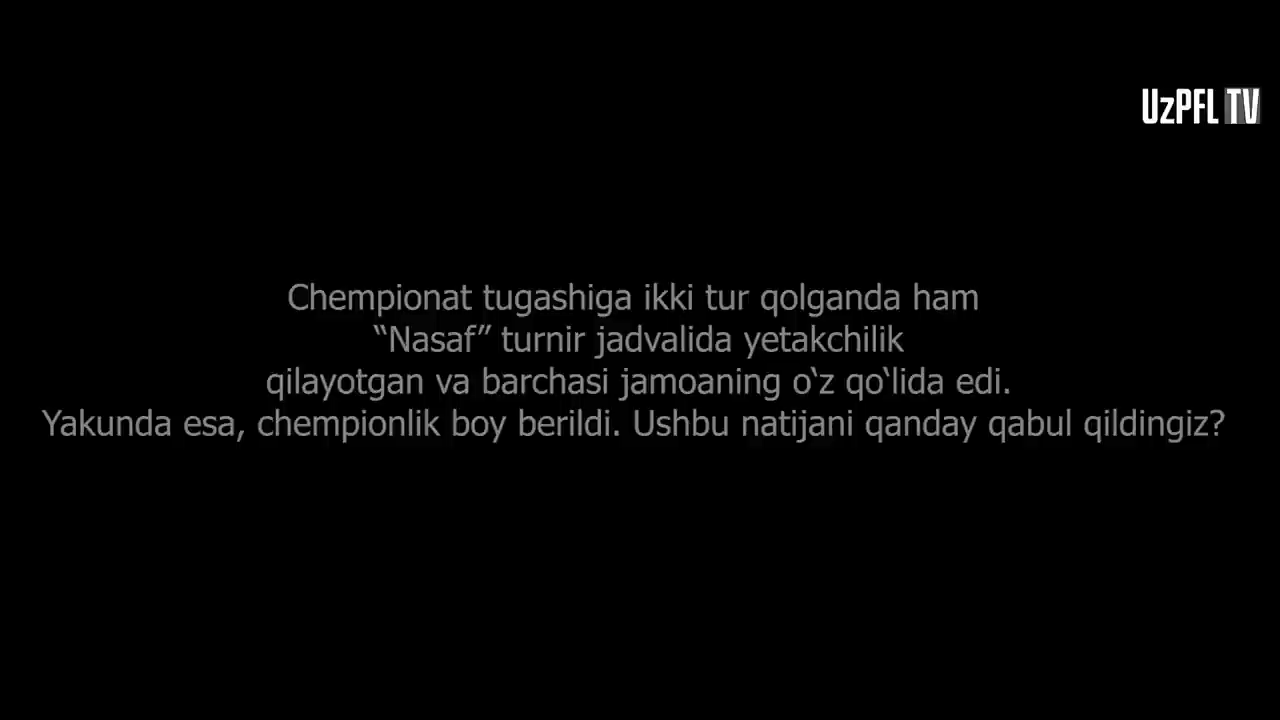 UzPFL TV
Chempionat tugashiga ikki tur qolganda ham
“Nasaf” turnir jadvalida yetakchilik
qilayotgan va barchasi jamoaning o‘z qo‘lida edi.
Yakunda esa, chempionlik boy berildi. Ushbu natijani qanday qabul qildingiz?